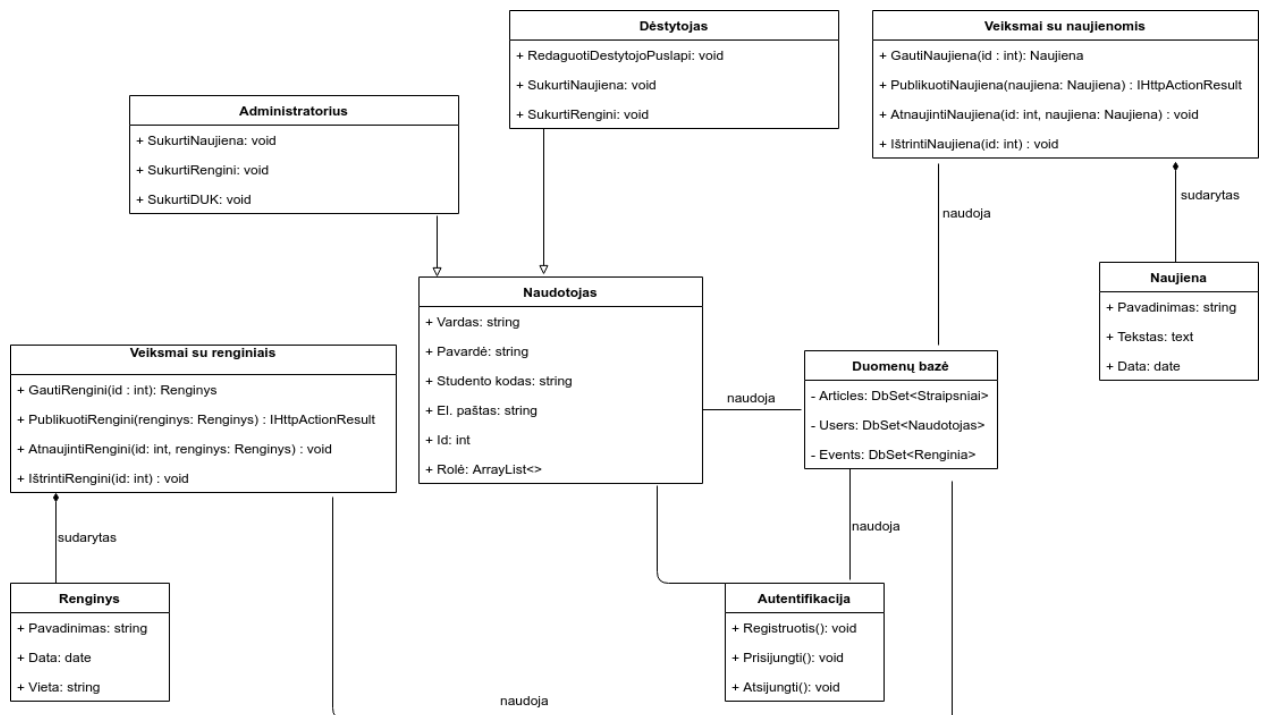 Dėstytojas
+ RedaguotiDestytojoPuslapi: void
+ SukurtiNaujiena: void
+ SukurtiRengini: void
Veiksmai su naujienomis
+ GautiNaujiena(id : int): Naujiena
+ PublikuotiNaujiena(naujiena: Naujiena) : IHttpActionResult
+ AtnaujintiNaujiena(id: int, naujiena: Naujiena) : void
+ IštrintiNaujiena(id: int) : void
Administratorius
+ SukurtiNaujiena: void
+ SukurtiRengini: void
+ SukurtiDUK: void
naudoja
sudarytas
Naudotojas
+ Vardas: string
+ Pavardė: string
+ Studento kodas: string
+ El. paštas: string
+ Id: int
+ Rolė: ArrayList<>
Naujiena
+ Pavadinimas: string
+ Tekstas: text
+ Data: date
Veiksmai su renginiais
+ GautiRengini(id : int): Renginys
+ PublikuotiRengini(renginys: Renginys) : IHttpActionResult
+ AtnaujintiRengini(id: int, renginys: Renginys) : void
+ IštrintiRengini(id: int) : void
naudoja
Duomenų bazė
- Articles: DbSet<Straipsniai>
- Users: DbSet<Naudotojas>
- Events: DbSet<Renginia>
sudarytas
naudoja
Renginys
+ Pavadinimas: string
+ Data: date
+ Vieta: string
Autentifikacija
+ Registruotis(): void
+ Prisijungti(): void
+ Atsijungti(): void
naudoja